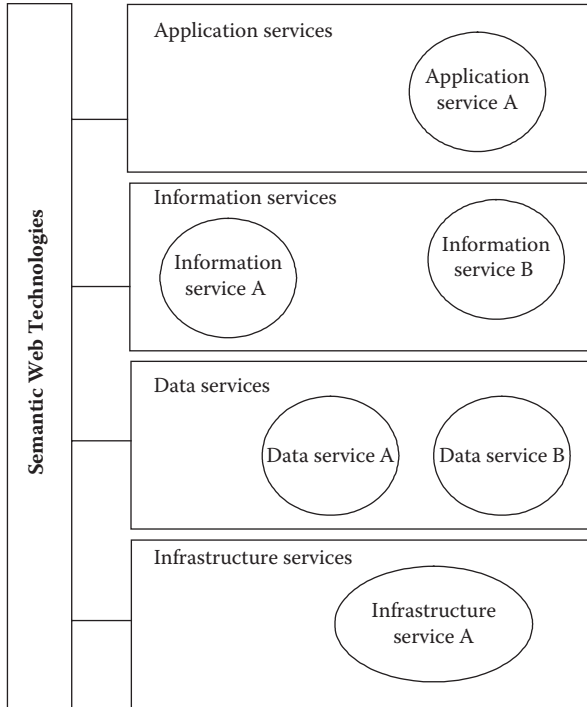 Semantic Web Technologies
Application services
Application
service A
Information services
Information
service A
Information
service B
Data services
Data service A
Data service B
Infrastructure services
Infrastructure
service A